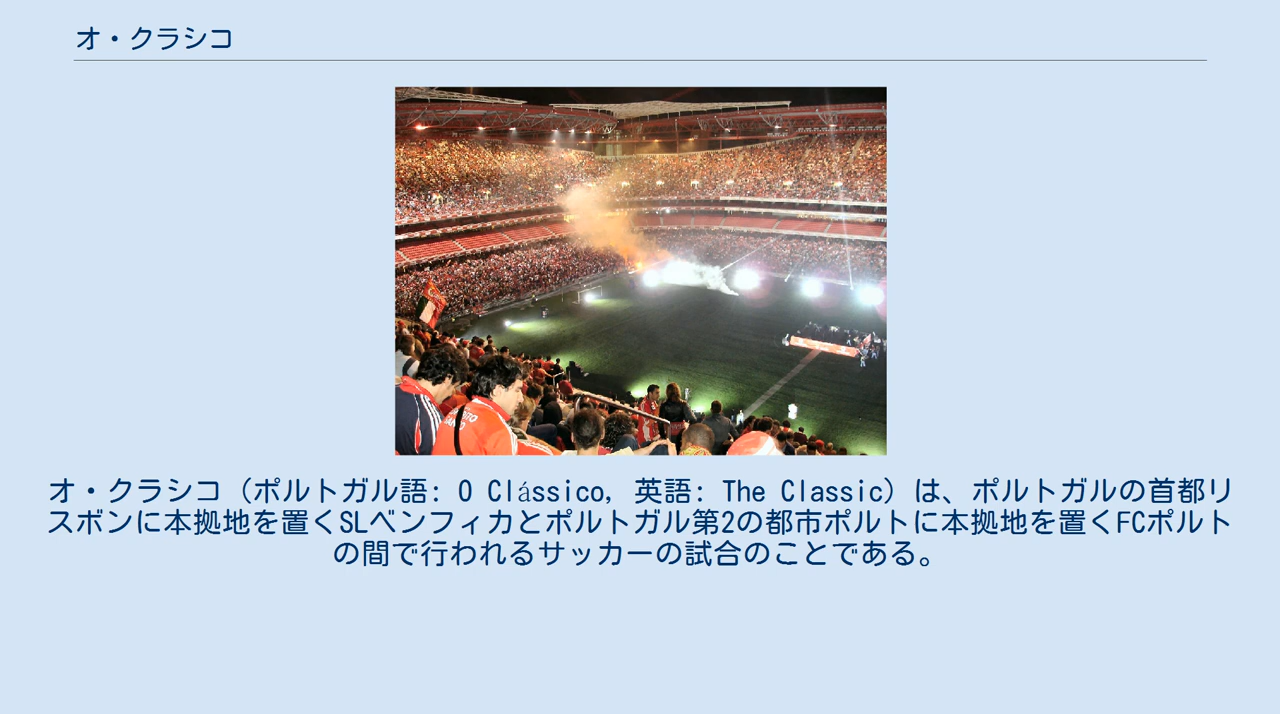 オ・クラシコ
オ・クラシコ（ポルトガル語: O Clássico, 英語: The Classic）は、ポルトガルの首都リ
スボンに本拠地を置くSLベンフィカとポルトガル第2の都市ポルトに本拠地を置くFCポルト
の間で行われるサッカーの試合のことである。